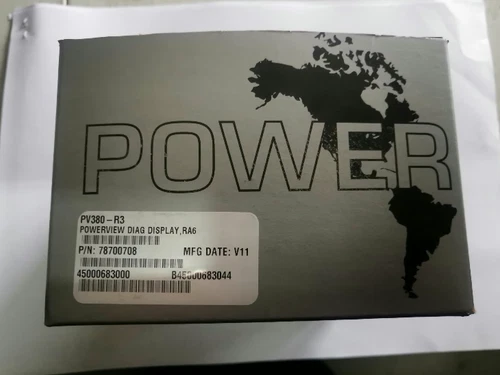 POWER
PV380-R3
POWERVIEW DIAG DISPLAY,RA6
P/N: 78700708 MFG DATE: V11
45000683000 B45000683044